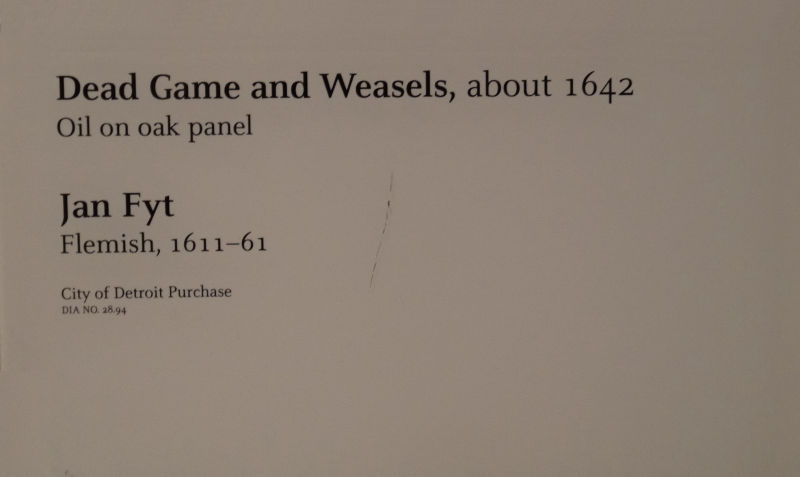 Dead Game and Weasels, about 1642
Oil on oak panel
Jan Fyt
Flemish, 1611–61
City of Detroit Purchase
DIA NO. 28.94